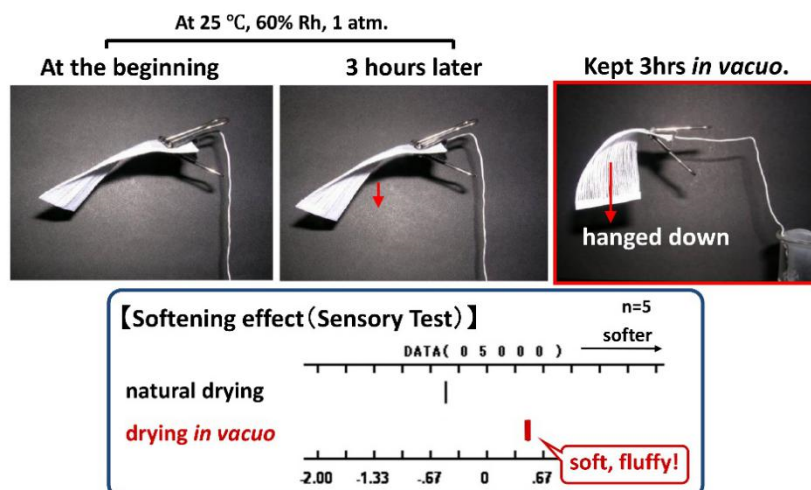 At 25 ℃, 60% Rh, 1 atm.
At the beginning
3 hours later
Kept 3hrs in vacuo.
hanged down
【Softening effect(Sensory Test)】
n=5
DATA( 0 5 0 0 0 )
softer
natural drying
drying in vacuo
soft, fluffy!
-2.00 -1.33 -.67 0 .67